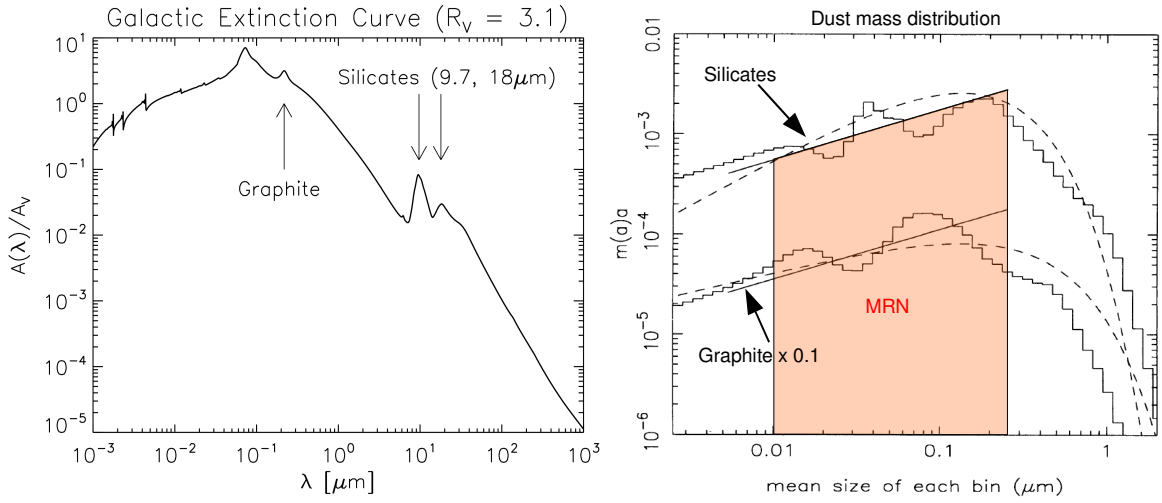 Galactic Extinction Curve (R_V = 3.1)
10^1
10^0
10^-1
10^-2
10^-3
10^-4
10^-5
A(λ)/A_V
Silicates (9.7, 18μm)
Graphite
10^-3
10^-2
10^-1
10^0
10^1
10^2
10^3
λ [μm]
Dust mass distribution
0.01
10^-3
10^-4
10^-5
10^-6
m(a)a
Silicates
MRN
Graphite x 0.1
0.01
0.1
1
mean size of each bin (μm)